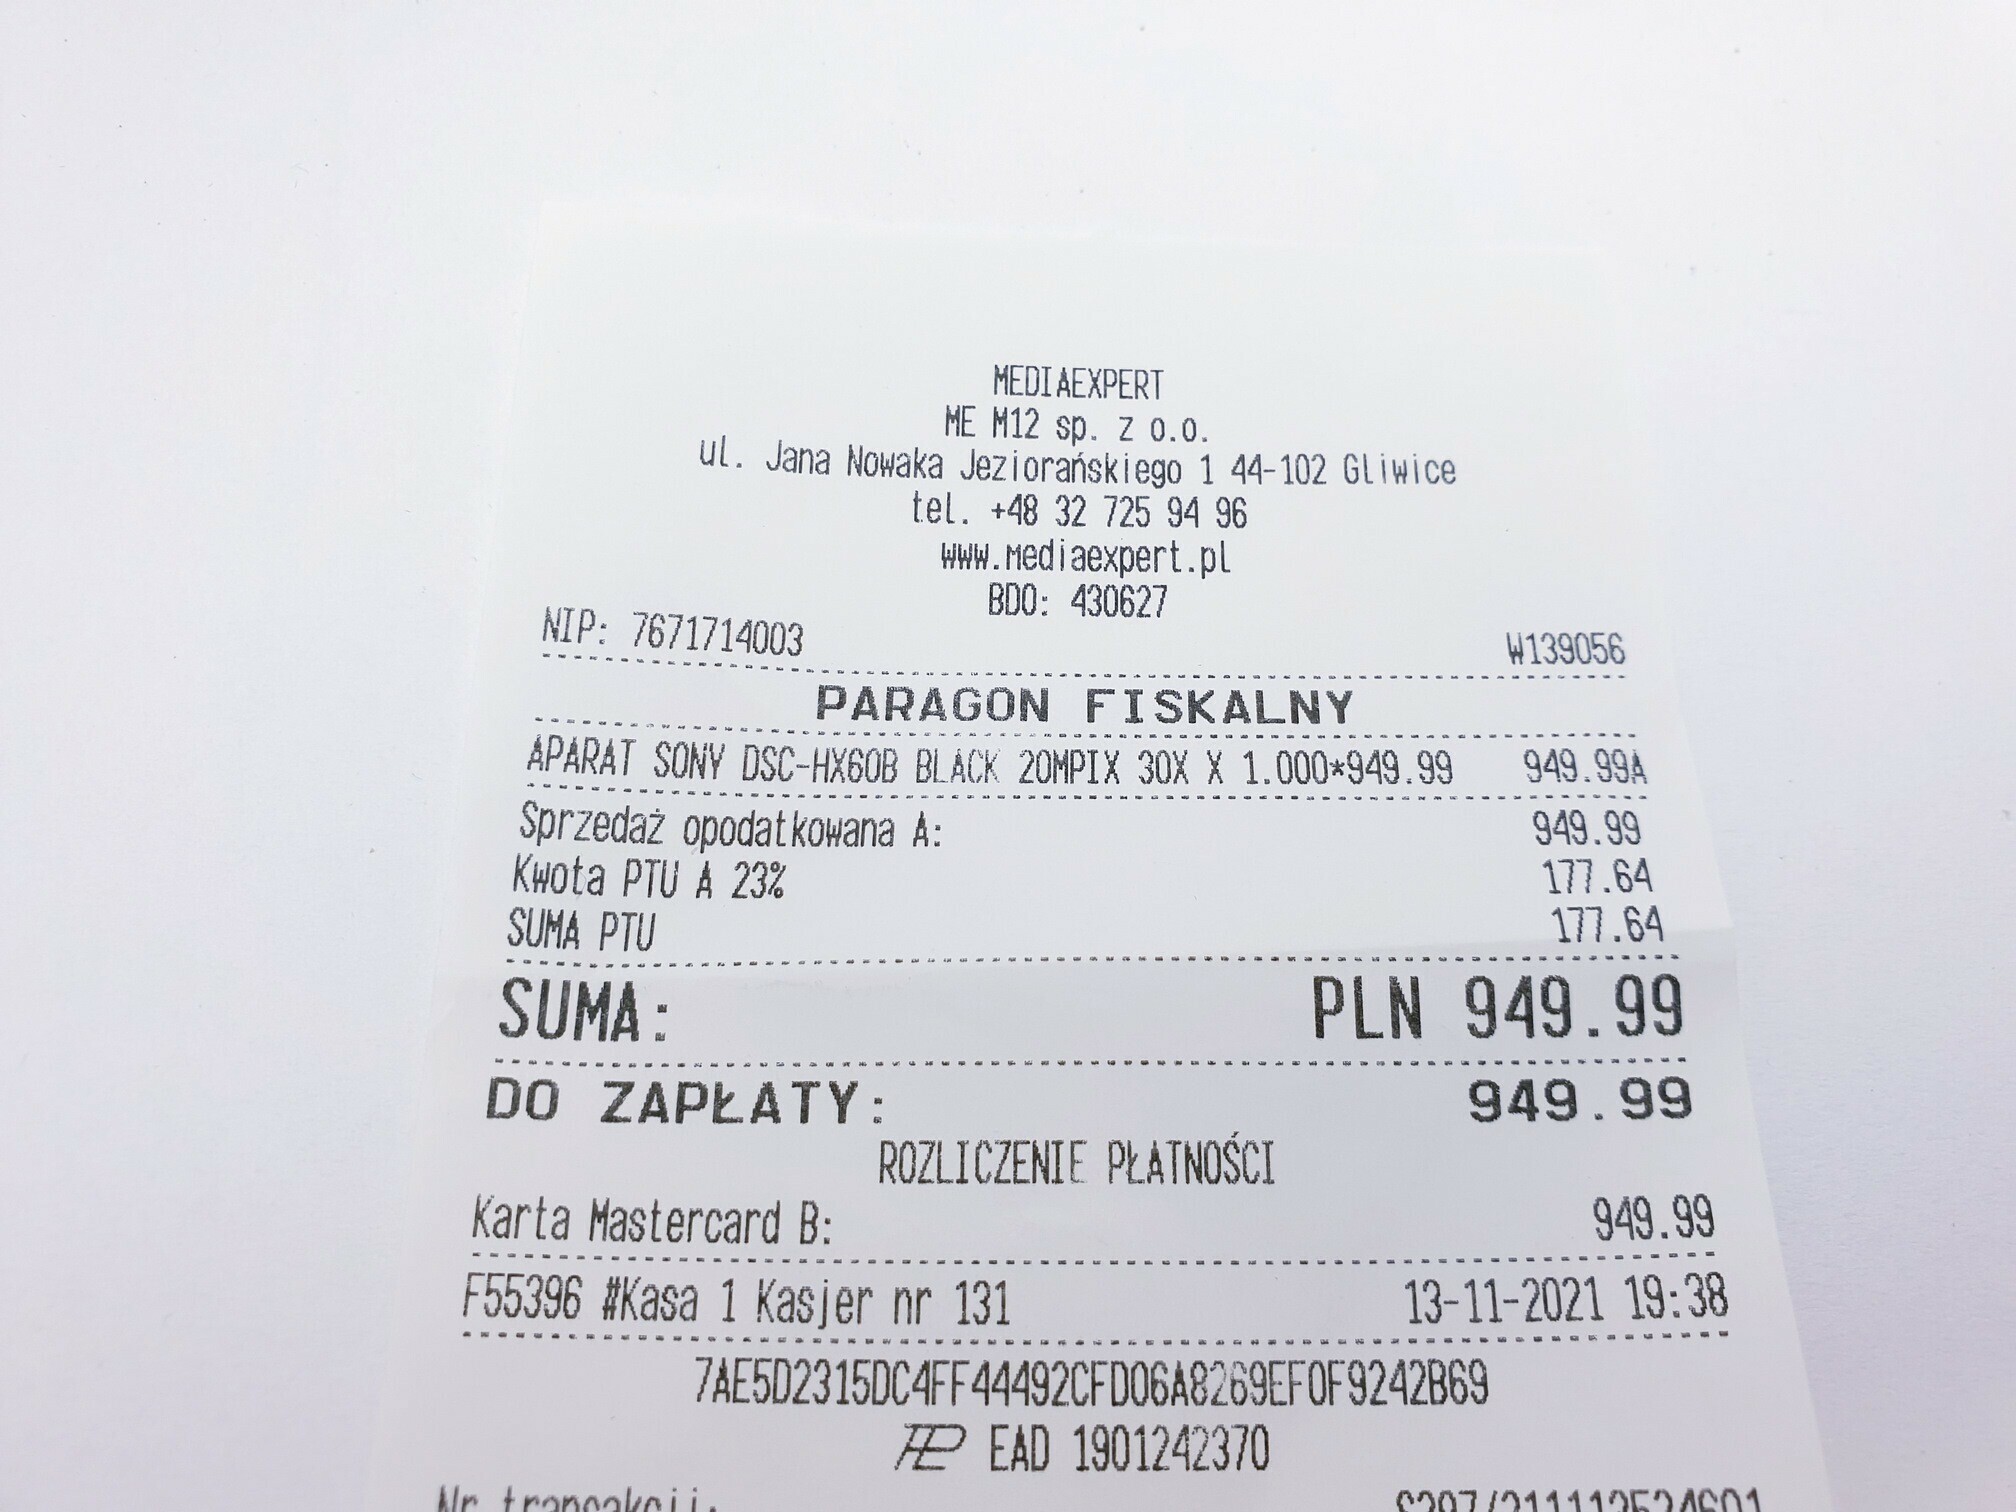 MEDIAEXPERT
ME M12 sp. z o.o.
ul. Jana Nowaka Jeziorańskiego 1 44-102 Gliwice
tel. +48 32 725 94 96
www.mediaexpert.pl
BDO: 430627
NIP: 7671714003 W139056
PARAGON FISKALNY
APARAT SONY DSC-HX60B BLACK 20MPIX 30X X 1.000*949.99 949.99A
Sprzedaż opodatkowana A: 949.99
Kwota PTU A 23% 177.64
SUMA PTU 177.64
SUMA: PLN 949.99
DO ZAPŁATY: 949.99
ROZLICZENIE PŁATNOŚCI
Karta Mastercard B: 949.99
F55396 #Kasa 1 Kasjer nr 131 13-11-2021 19:38
7AE5D2315DC4FF44492CFD06A8269EF0F9242B69
EAD 1901242370
Nr transakcji: